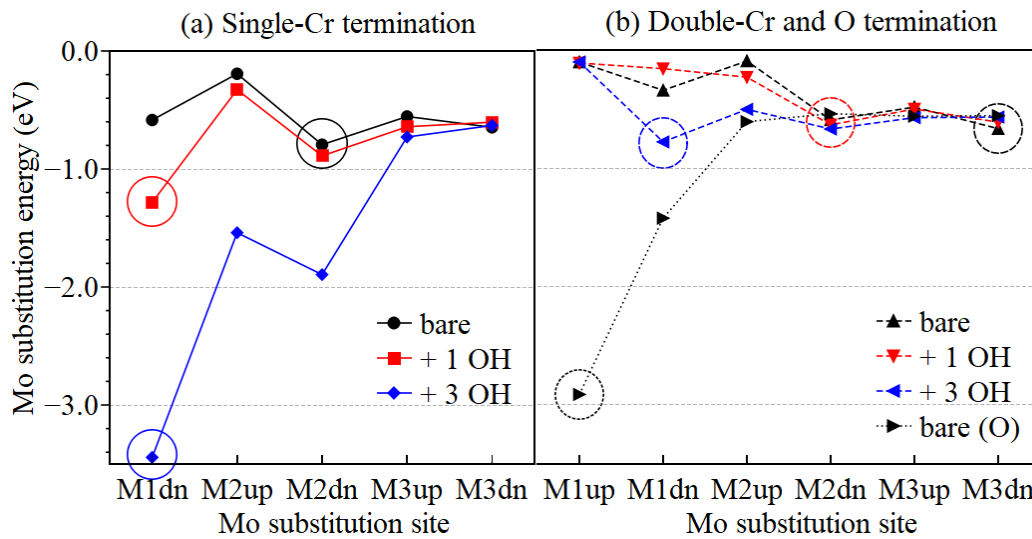 (a) Single-Cr termination
(b) Double-Cr and O termination
Mo substitution energy (eV)
0.0
−1.0
−2.0
−3.0
bare
+ 1 OH
+ 3 OH
bare
+ 1 OH
+ 3 OH
bare (O)
M1dn M2up M2dn M3up M3dn
M1up M1dn M2up M2dn M3up M3dn
Mo substitution site
Mo substitution site